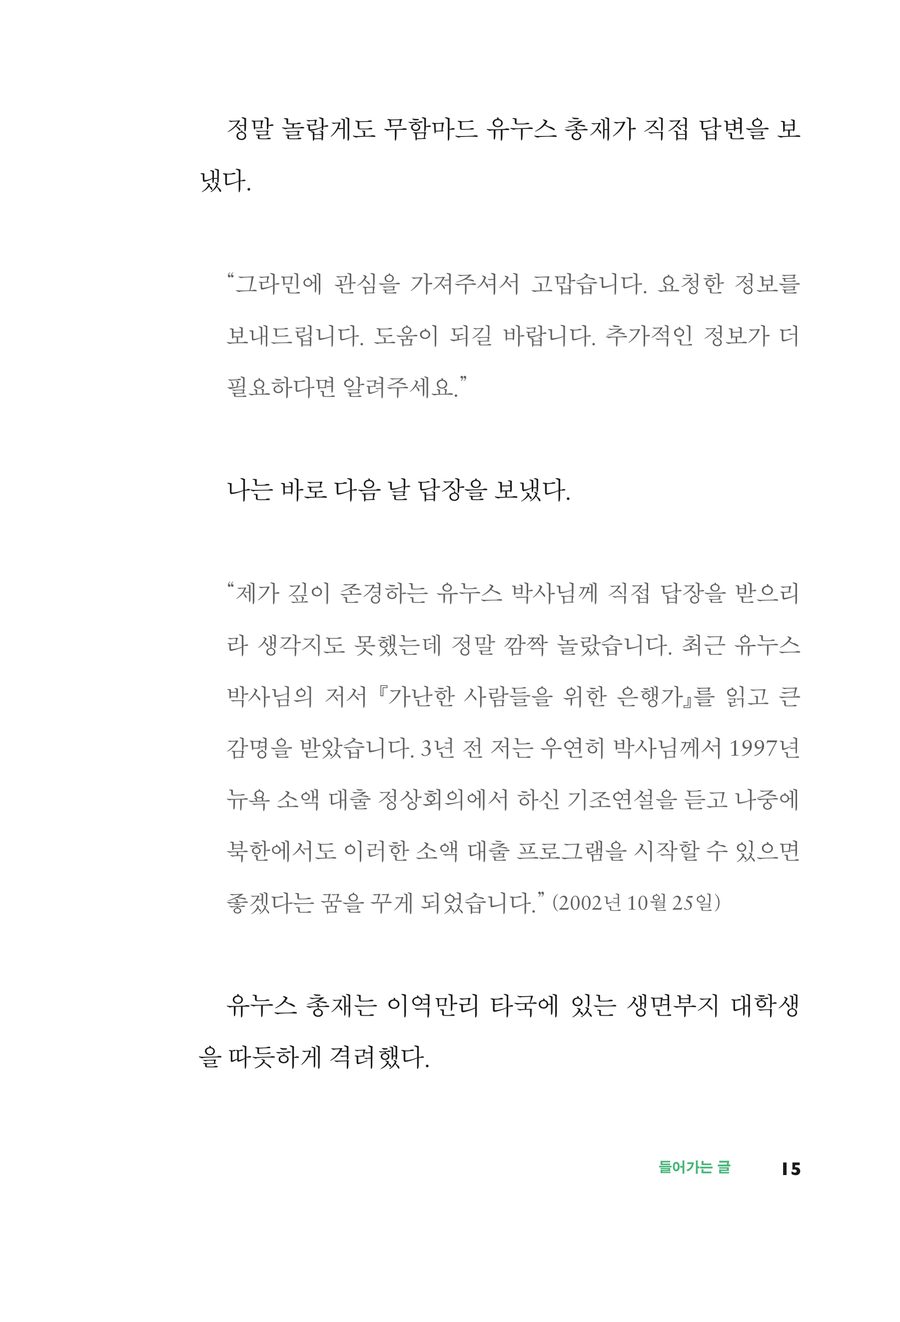 정말 놀랍게도 무함마드 유누스 총재가 직접 답변을 보
냈다.
“그라민에 관심을 가져주셔서 고맙습니다. 요청한 정보를
보내드립니다. 도움이 되길 바랍니다. 추가적인 정보가 더
필요하다면 알려주세요.”
나는 바로 다음 날 답장을 보냈다.
“제가 깊이 존경하는 유누스 박사님께 직접 답장을 받으리
라 생각지도 못했는데 정말 깜짝 놀랐습니다. 최근 유누스
박사님의 저서 『가난한 사람들을 위한 은행가』를 읽고 큰
감명을 받았습니다. 3년 전 저는 우연히 박사님께서 1997년
뉴욕 소액 대출 정상회의에서 하신 기조연설을 듣고 나중에
북한에서도 이러한 소액 대출 프로그램을 시작할 수 있으면
좋겠다는 꿈을 꾸게 되었습니다.” (2002년 10월 25일)
유누스 총재는 이역만리 타국에 있는 생면부지 대학생
을 따듯하게 격려했다.
들어가는 글 15